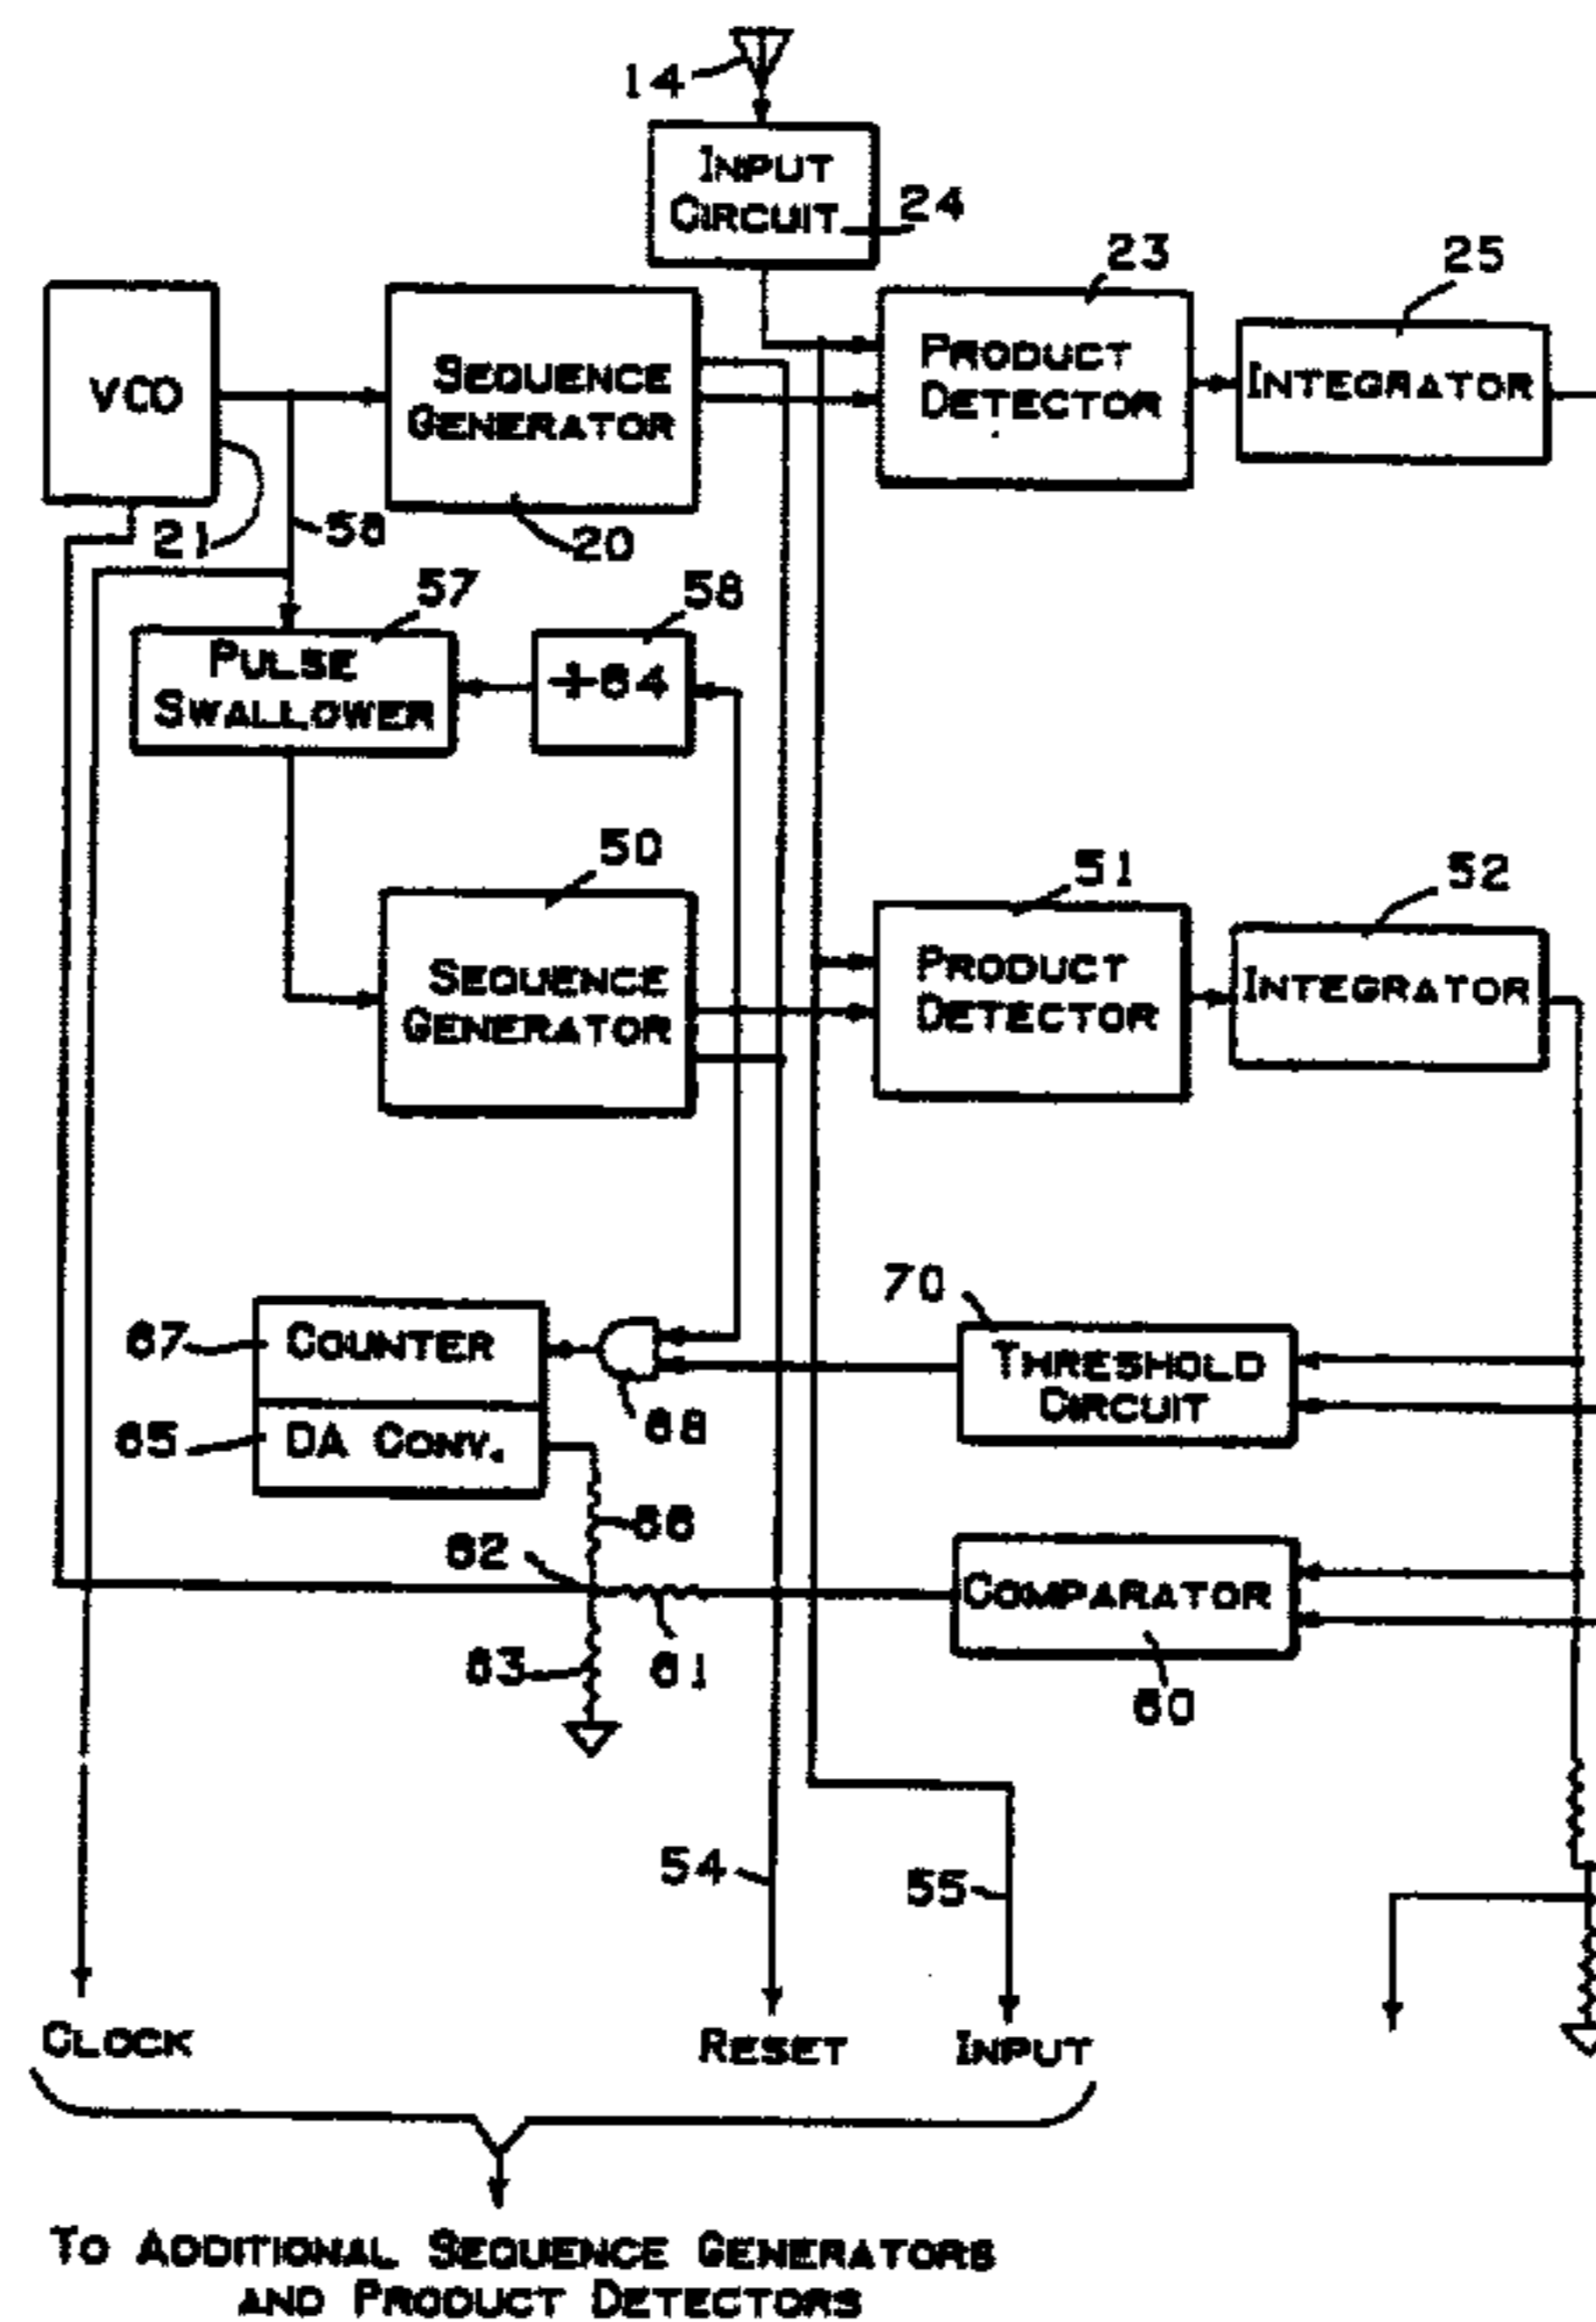 14
INPUT
CIRCUIT
24
23
25
VCO
SEQUENCE
GENERATOR
PRODUCT
DETECTOR
INTEGRATOR
21
56
20
57
58
PULSE
SWALLOWER
÷64
50
51
52
SEQUENCE
GENERATOR
PRODUCT
DETECTOR
INTEGRATOR
70
67
COUNTER
THRESHOLD
CIRCUIT
65
DA CONV.
68
66
62
COMPARATOR
63
61
60
54
55
CLOCK
RESET
INPUT
TO ADDITIONAL SEQUENCE GENERATORS
AND PRODUCT DETECTORS